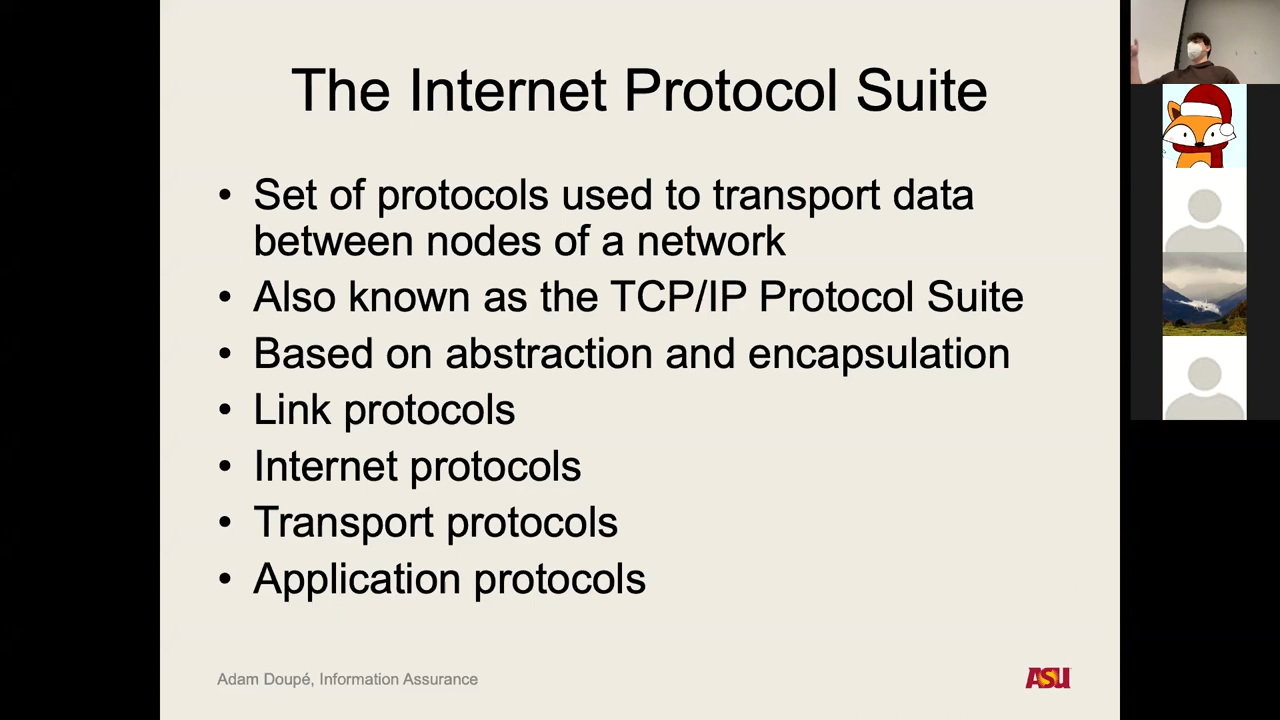 The Internet Protocol Suite
• Set of protocols used to transport data
between nodes of a network
• Also known as the TCP/IP Protocol Suite
• Based on abstraction and encapsulation
• Link protocols
• Internet protocols
• Transport protocols
• Application protocols
Adam Doupé, Information Assurance
ASU